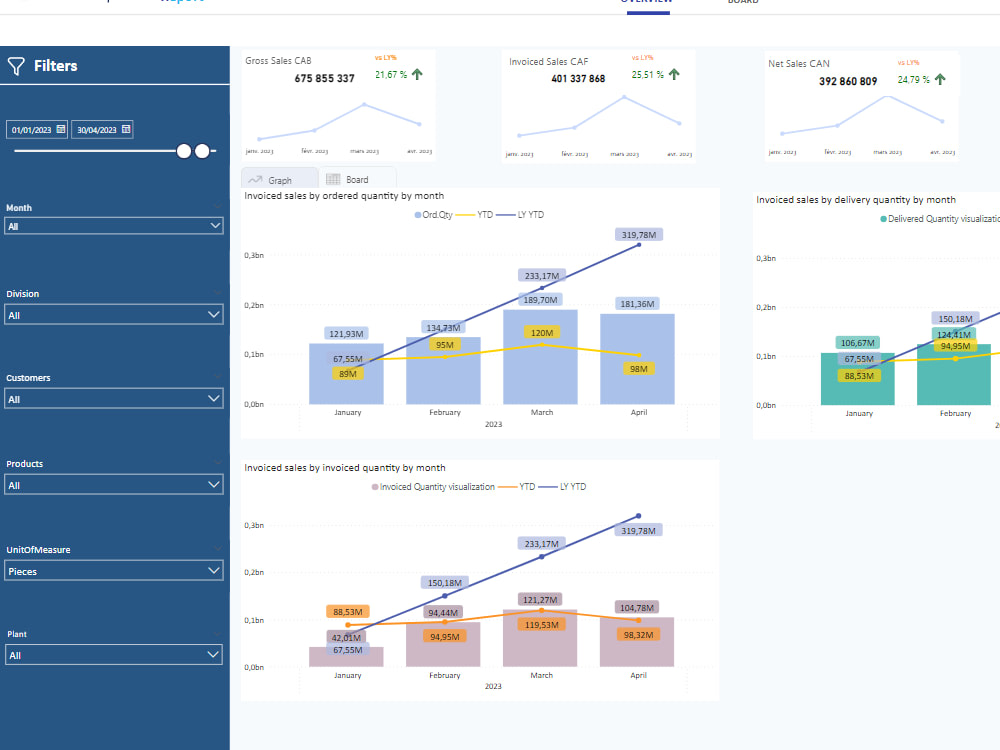 OVERVIEW
BOARD
Filters
01/01/2023
30/04/2023
Month
All
Division
All
Customers
All
Products
All
UnitOfMeasure
Pieces
Plant
All
Gross Sales CAB
vs LY%
675 855 337
21,67 %
janv. 2023 févr. 2023 mars 2023 avr. 2023
Invoiced Sales CAF
vs LY%
401 337 868
25,51 %
janv. 2023 févr. 2023 mars 2023 avr. 2023
Net Sales CAN
vs LY%
392 860 809
24,79 %
janv. 2023 févr. 2023 mars 2023 avr. 2023
Graph
Board
Invoiced sales by ordered quantity by month
Ord.Qty YTD LY YTD
0,3bn
0,2bn
0,1bn
0,0bn
319,78M
233,17M
189,70M
181,36M
121,93M
134,73M
120M
95M
67,55M
89M
98M
January February March April
2023
Invoiced sales by delivery quantity by month
Delivered Quantity
0,3bn
0,2bn
0,1bn
0,0bn
150,18M
106,67M
124,41M
94,95M
67,55M
88,53M
January February
Invoiced sales by invoiced quantity by month
Invoiced Quantity visualization YTD LY YTD
0,3bn
0,2bn
0,1bn
0,0bn
319,78M
233,17M
150,18M
121,27M
88,53M
94,44M
104,78M
119,53M
42,01M
94,95M
98,32M
67,55M
January February March April
2023